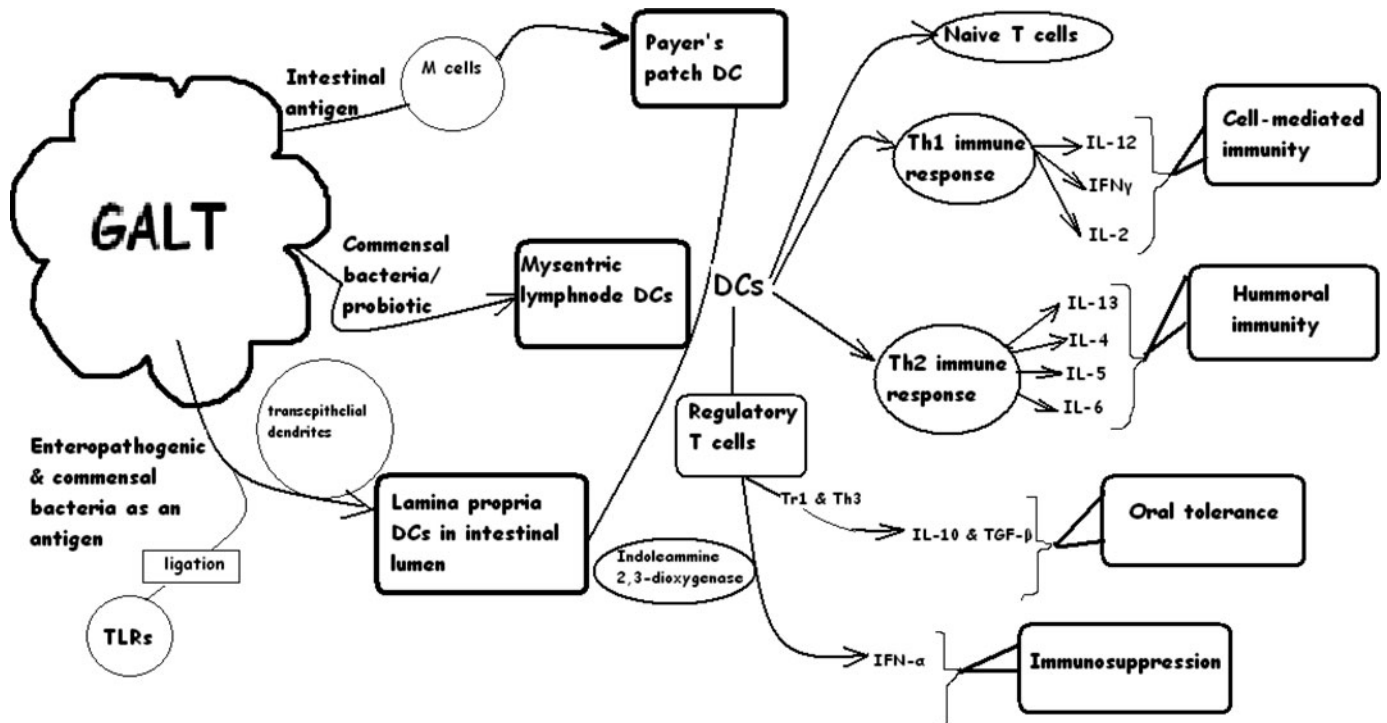 GALT
Intestinal
antigen
M cells
Payer's
patch DC
Commensal
bacteria/
probiotic
Mysentric
lymphnode DCs
Enteropathogenic
& commensal
bacteria as an
antigen
transcpithelial
dendrites
ligation
TLRs
Lamina propria
DCs in intestinal
lumen
DCs
Naive T cells
Th1 immune
response
IL-12
IFNγ
IL-2
Cell-mediated
immunity
Th2 immune
response
IL-13
IL-4
IL-5
IL-6
Hummoral
immunity
Regulatory
T cells
Tr1 & Th3
IL-10 & TGF-β
Oral tolerance
Indoleammine
2,3-dioxygenase
IFN-α
Immunosuppression